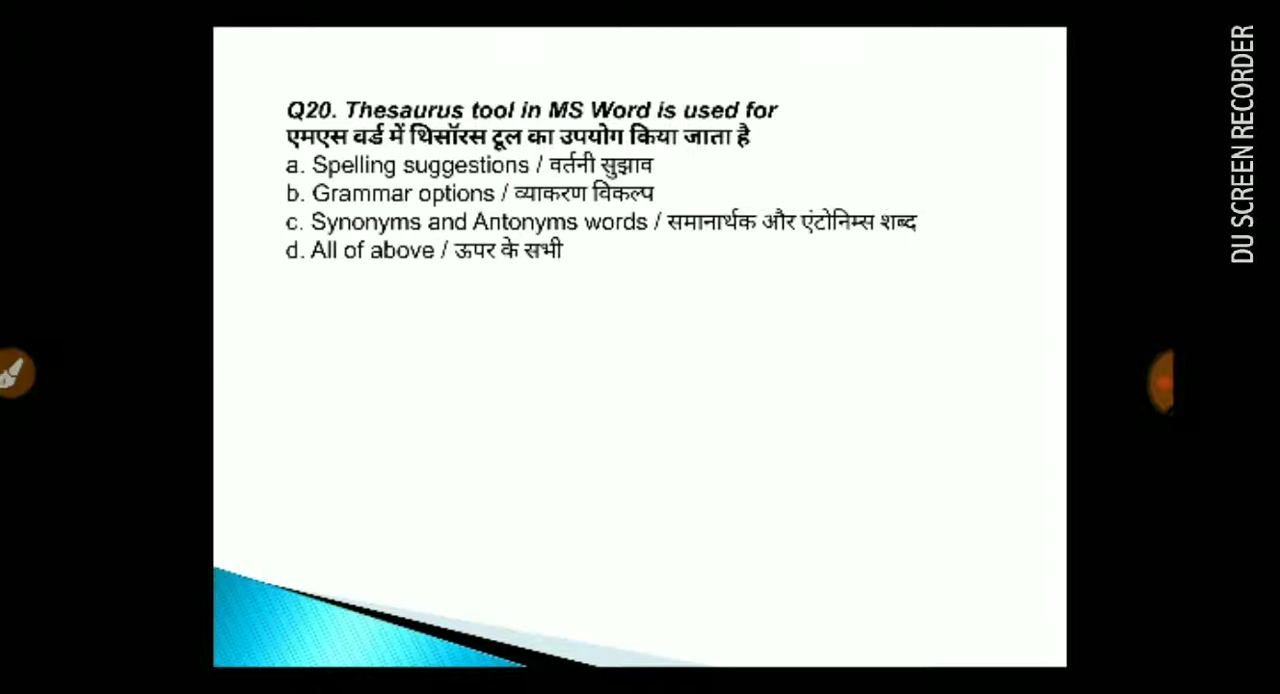 Q20. Thesaurus tool in MS Word is used for
एमएस वर्ड में थिसॉरस टूल का उपयोग किया जाता है
a. Spelling suggestions / वर्तनी सुझाव
b. Grammar options / व्याकरण विकल्प
c. Synonyms and Antonyms words / समानार्थक और एंटोनिम्स शब्द
d. All of above / ऊपर के सभी
DU SCREEN RECORDER